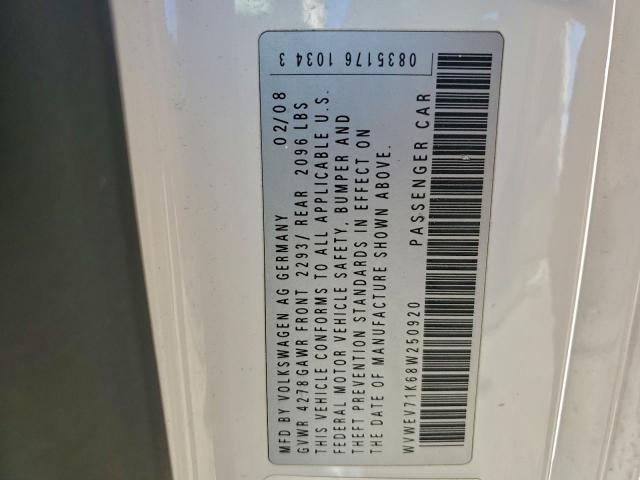 0835176 1034 3
MFD BY VOLKSWAGEN AG GERMANY 02/08
GVWR 4278GAWR FRONT 2293/ REAR 2096 LBS
THIS VEHICLE CONFORMS TO ALL APPLICABLE U.S.
FEDERAL MOTOR VEHICLE SAFETY, BUMPER AND
THEFT PREVENTION STANDARDS IN EFFECT ON
THE DATE OF MANUFACTURE SHOWN ABOVE.
WVWEV71K68W250920 PASSENGER CAR